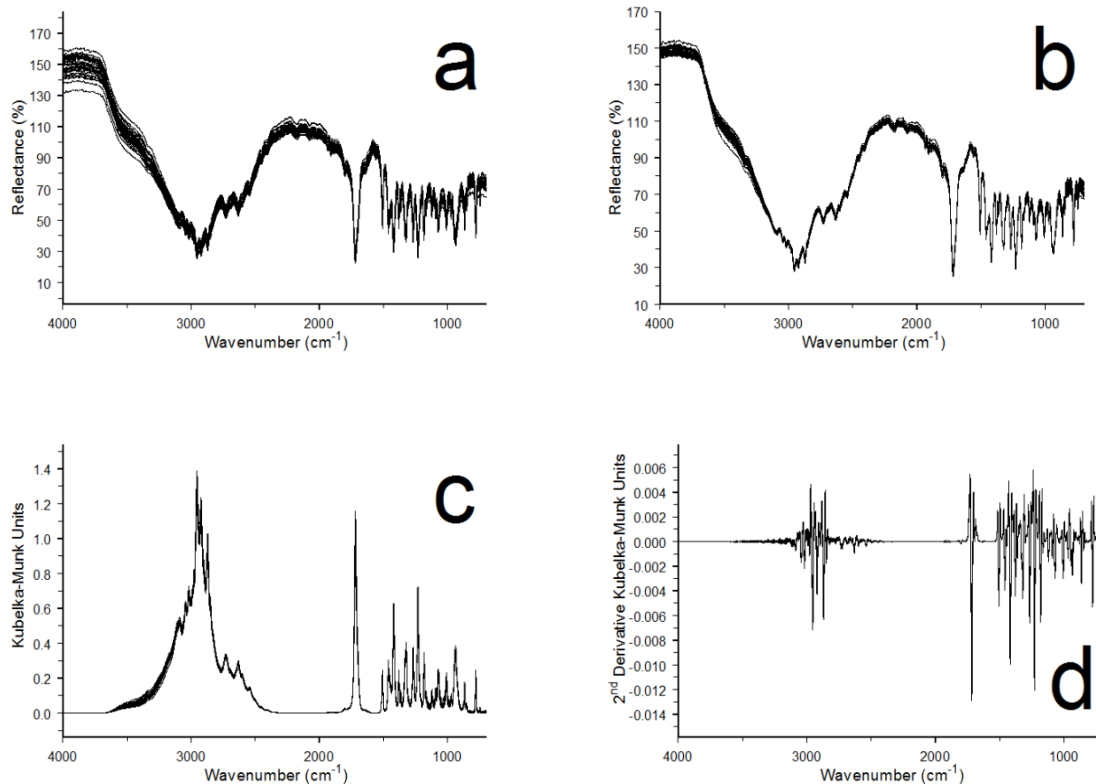 170
150
130
110
90
70
50
30
10
Reflectance (%)
4000 3000 2000 1000
Wavenumber (cm-1)
a
170
150
130
110
90
70
50
30
10
Reflectance (%)
4000 3000 2000 1000
Wavenumber (cm-1)
b
1.4
1.2
1.0
0.8
0.6
0.4
0.2
0.0
Kubelka-Munk Units
4000 3000 2000 1000
Wavenumber (cm-1)
c
0.006
0.004
0.002
0.000
-0.002
-0.004
-0.006
-0.008
-0.010
-0.012
-0.014
2nd Derivative Kubelka-Munk Units
4000 3000 2000 1000
Wavenumber (cm-1)
d